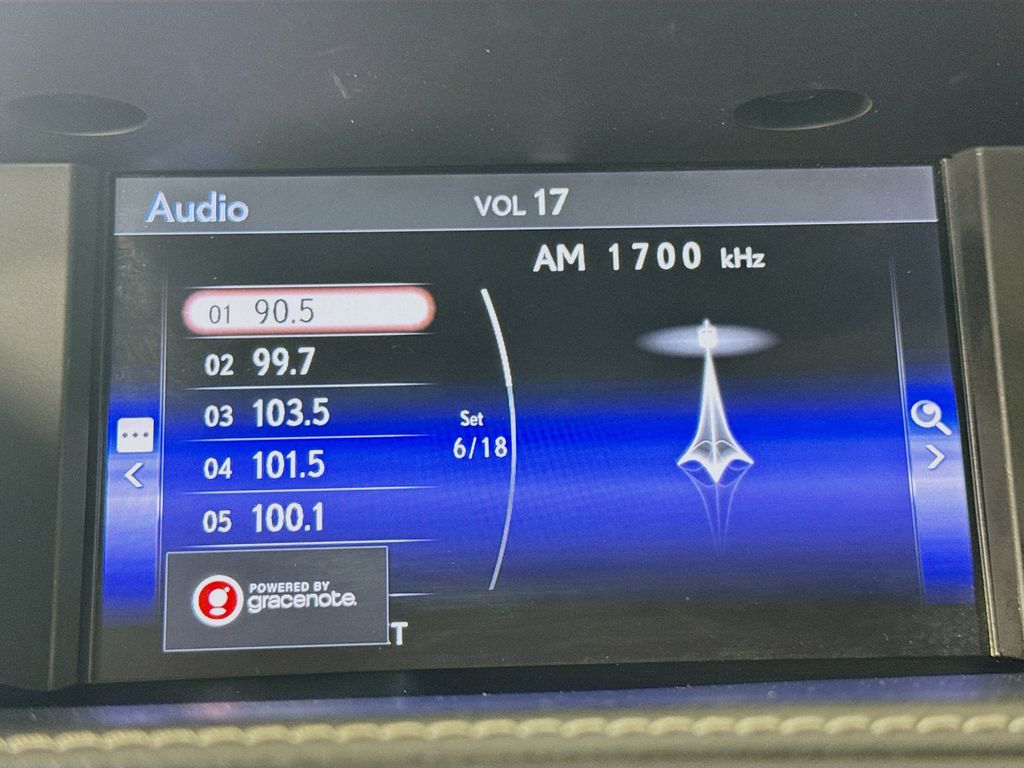 Audio
VOL 17
AM 1700 kHz
01 90.5
02 99.7
03 103.5
04 101.5
05 100.1
Set
6/18
POWERED BY
gracenote.